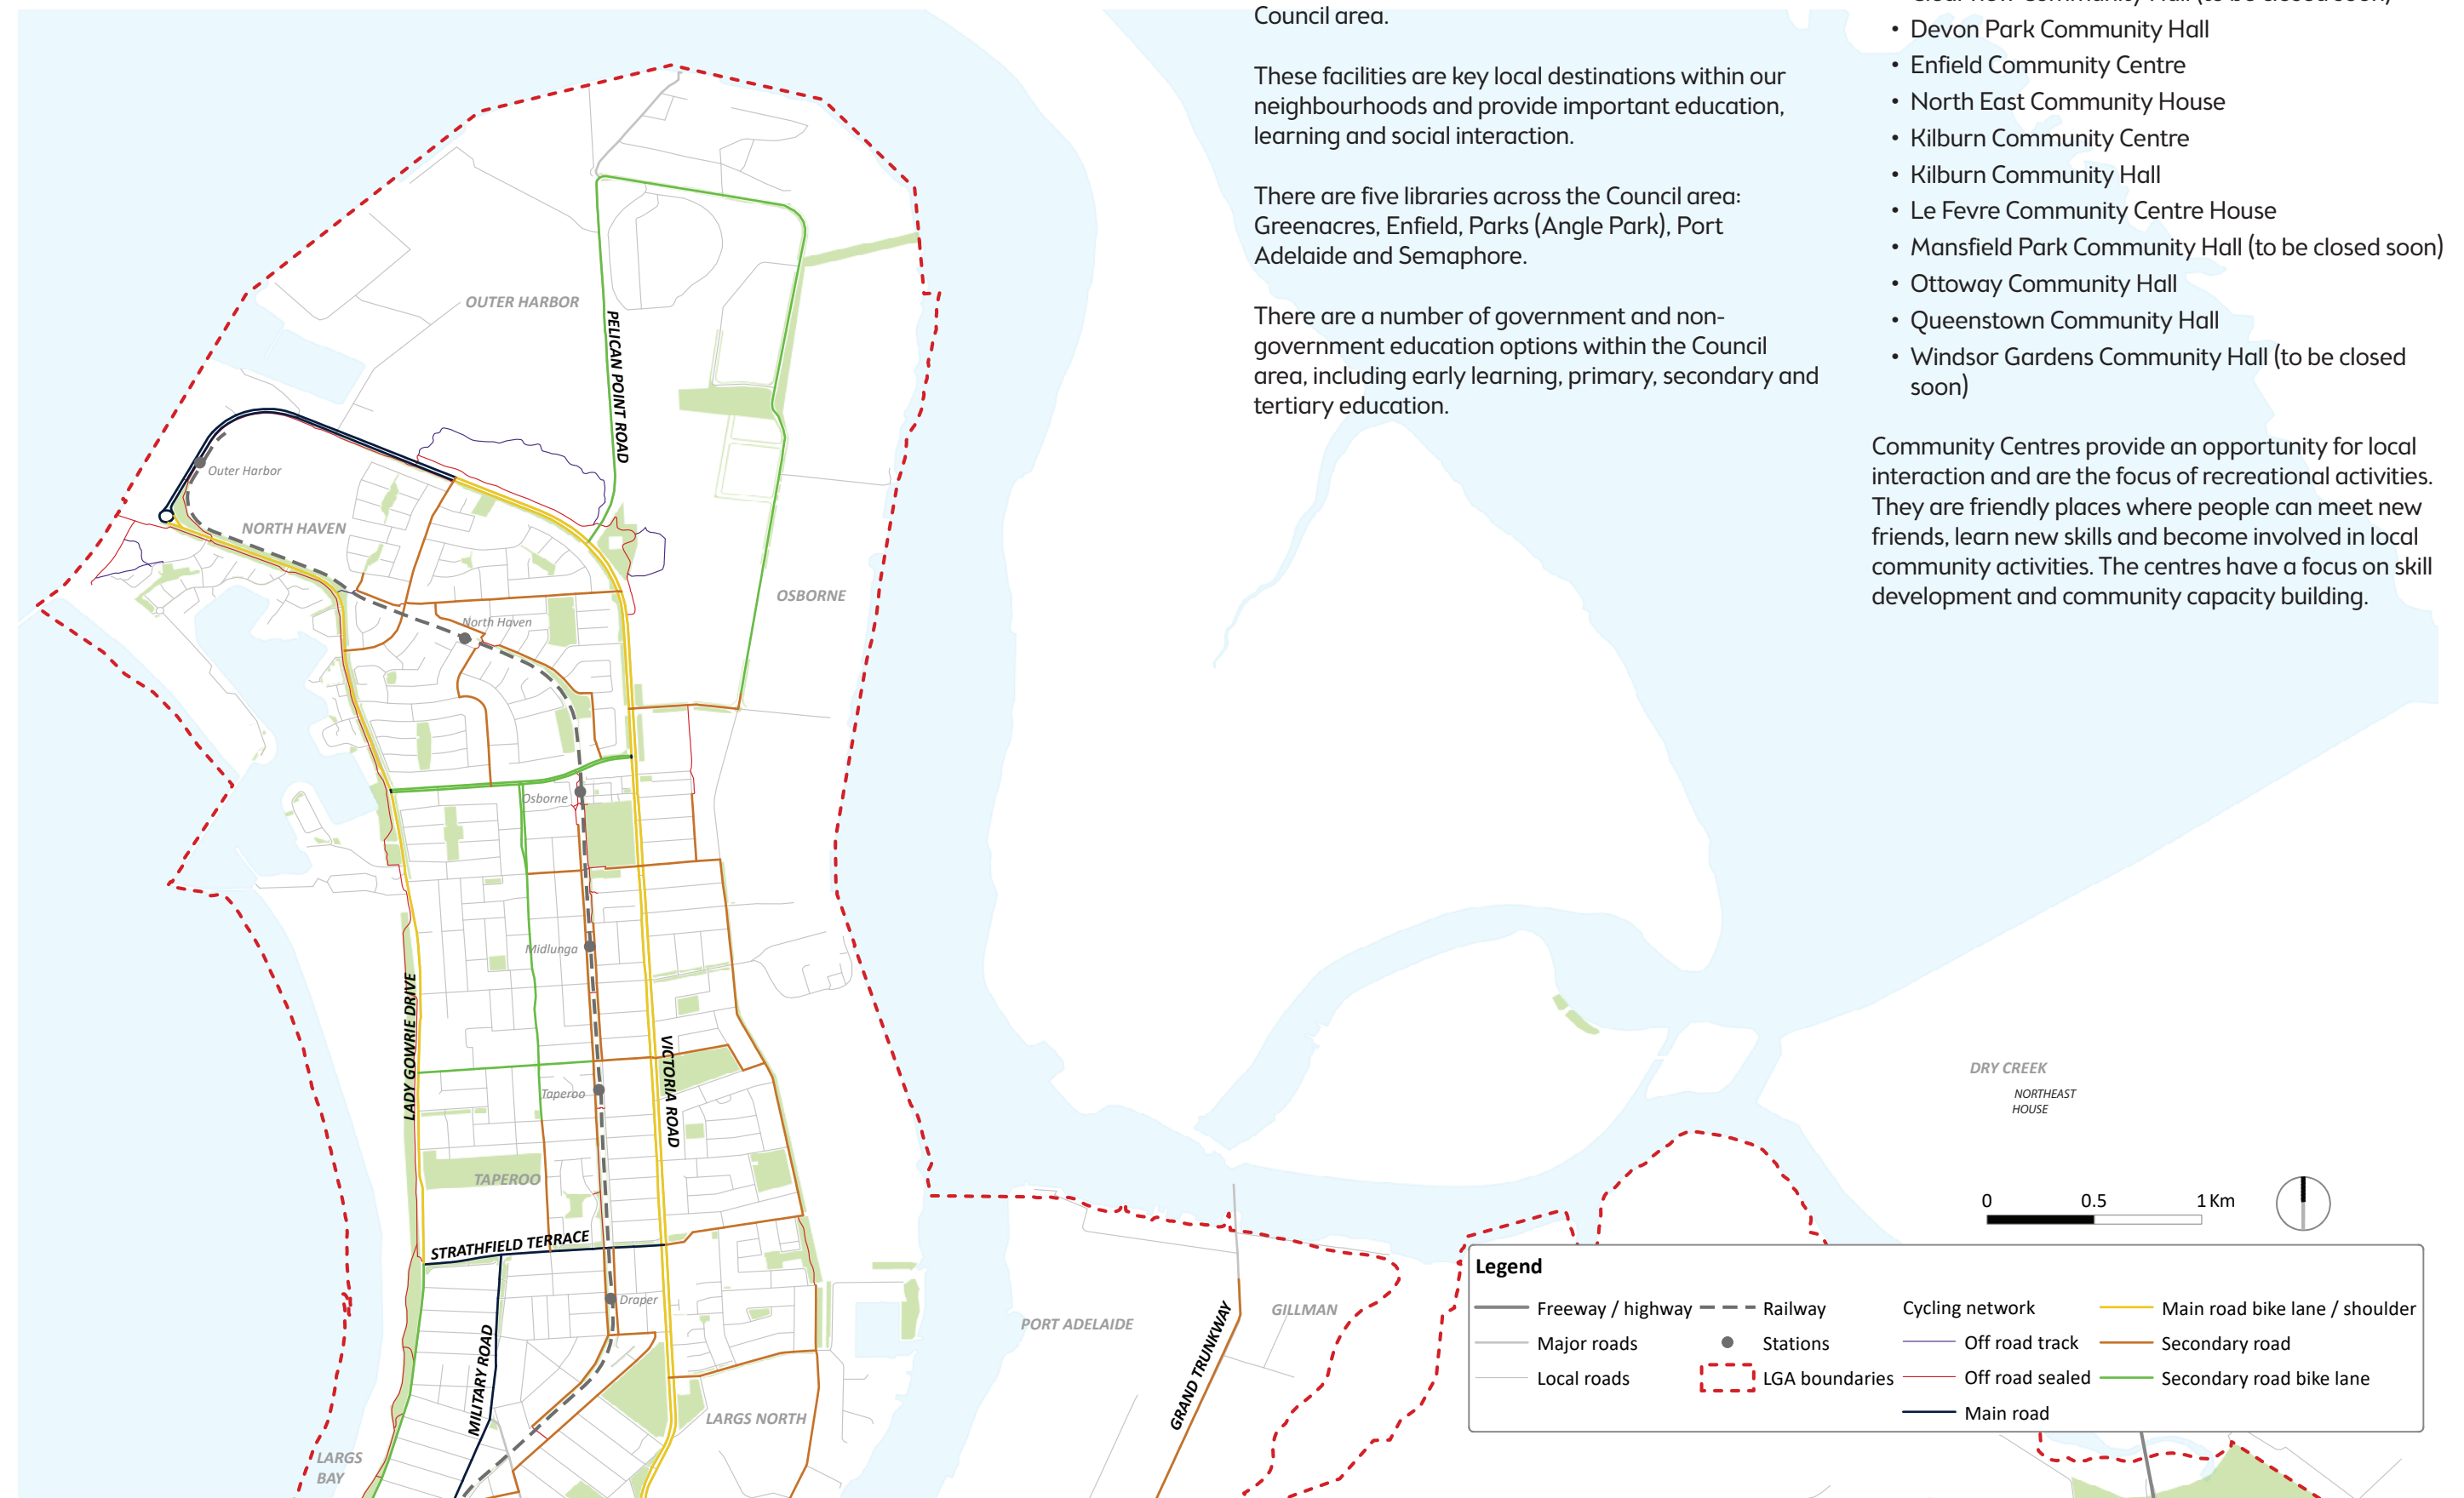 Council area.
These facilities are key local destinations within our
neighbourhoods and provide important education,
learning and social interaction.
There are five libraries across the Council area:
Greenacres, Enfield, Parks (Angle Park), Port
Adelaide and Semaphore.
There are a number of government and non-
government education options within the Council
area, including early learning, primary, secondary and
tertiary education.
Community Hall (to be closed soon)
• Devon Park Community Hall
• Enfield Community Centre
• North East Community House
• Kilburn Community Centre
• Kilburn Community Hall
• Le Fevre Community Centre House
• Mansfield Park Community Hall (to be closed soon)
• Ottoway Community Hall
• Queenstown Community Hall
• Windsor Gardens Community Hall (to be closed
soon)
Community Centres provide an opportunity for local
interaction and are the focus of recreational activities.
They are friendly places where people can meet new
friends, learn new skills and become involved in local
community activities. The centres have a focus on skill
development and community capacity building.
OUTER HARBOR
PELICAN POINT ROAD
Outer Harbor
NORTH HAVEN
OSBORNE
North Haven
Osborne
Midlunga
LADY GOWRIE DRIVE
VICTORIA ROAD
Taperoo
TAPEROO
STRATHFIELD TERRACE
Draper
MILITARY ROAD
LARGS NORTH
LARGS
BAY
PORT ADELAIDE
GRAND TRUNKWAY
GILLMAN
DRY CREEK
NORTHEAST
HOUSE
0 0.5 1 Km
Legend
Freeway / highway
Major roads
Local roads
Railway
Stations
LGA boundaries
Cycling network
Off road track
Off road sealed
Main road
Main road bike lane / shoulder
Secondary road
Secondary road bike lane